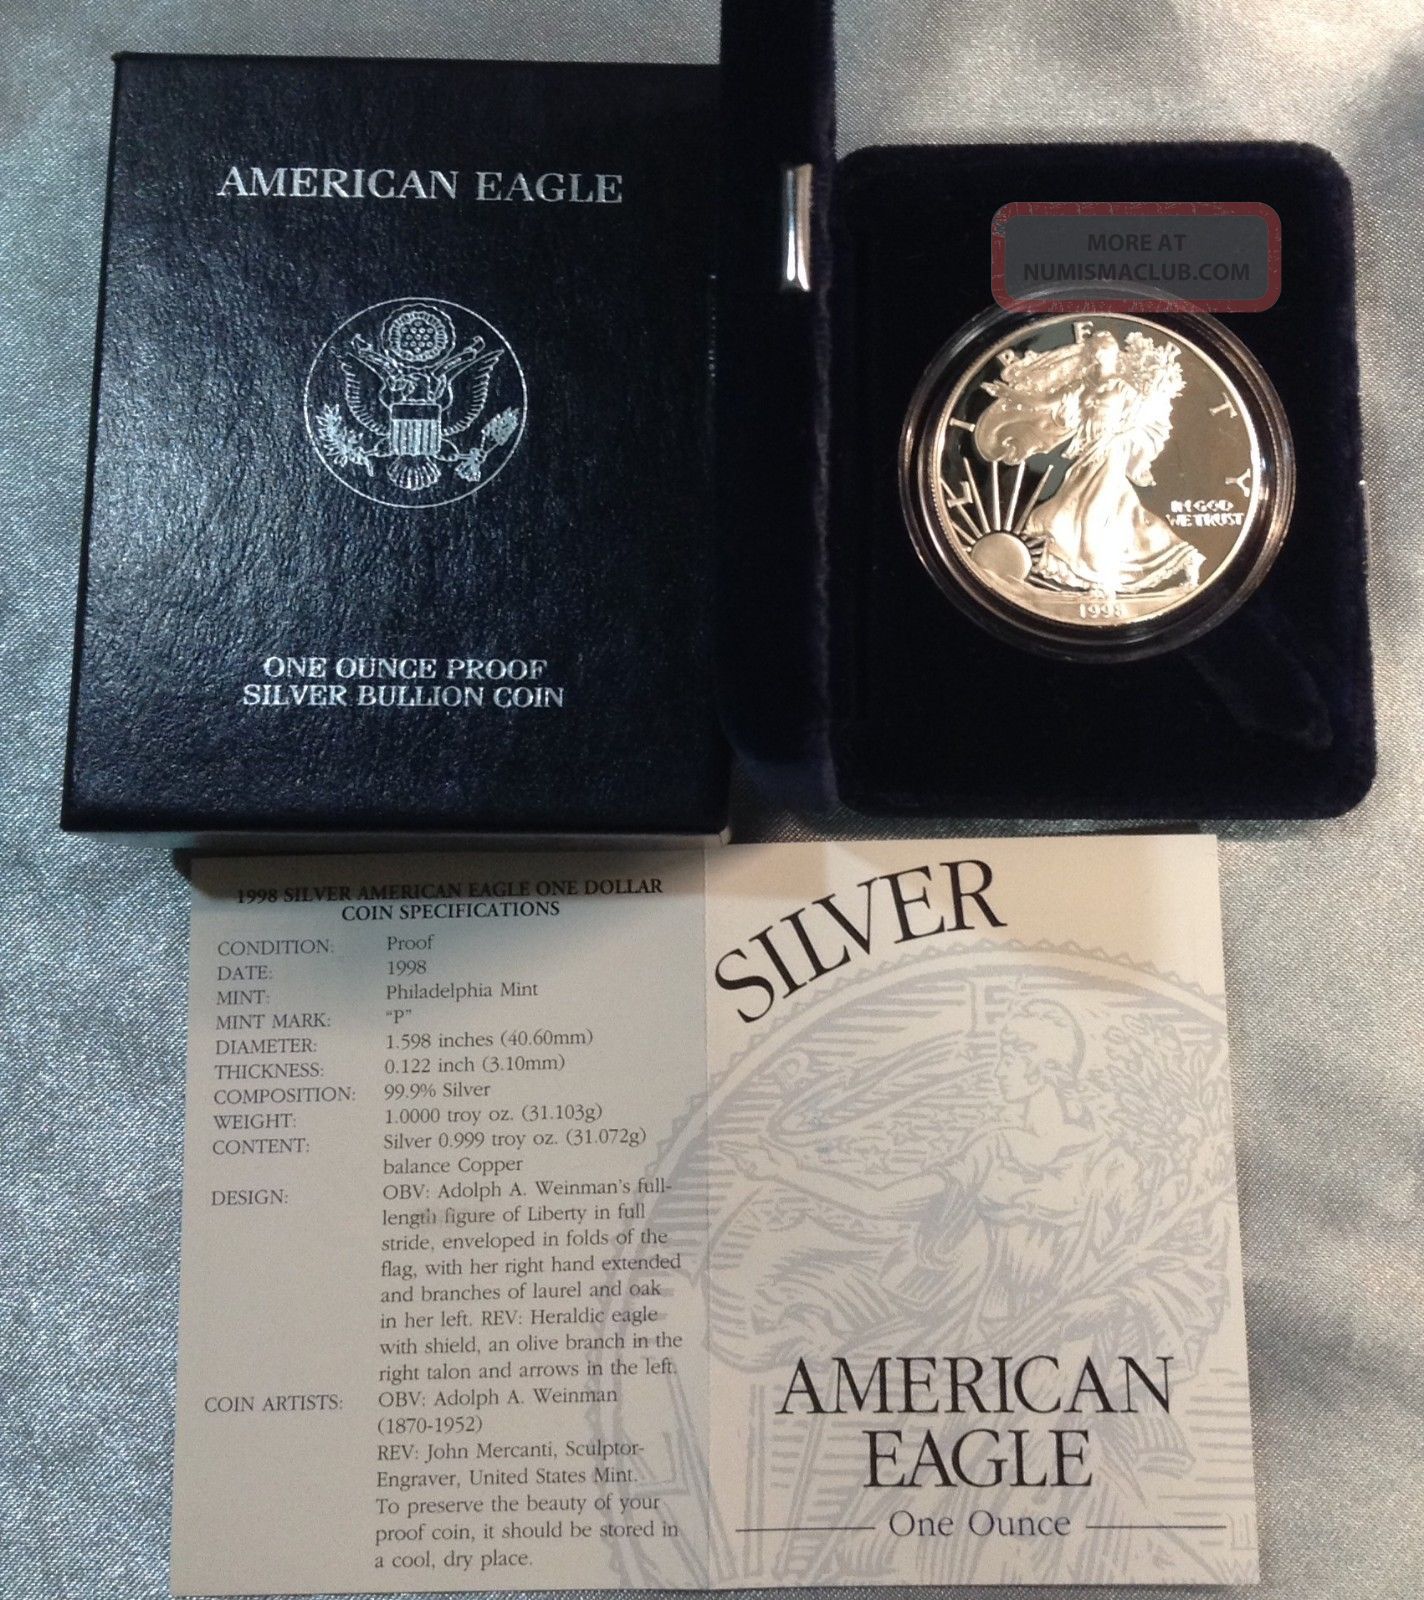 AMERICAN EAGLE
ONE OUNCE PROOF
SILVER BULLION COIN
MORE AT
NUMISMACLUB.COM
LIBERTY
IN GOD
WE TRUST
1998
1998 SILVER AMERICAN EAGLE ONE DOLLAR
COIN SPECIFICATIONS
CONDITION: Proof
DATE: 1998
MINT: Philadelphia Mint
MINT MARK: “P”
DIAMETER: 1.598 inches (40.60mm)
THICKNESS: 0.122 inch (3.10mm)
COMPOSITION: 99.9% Silver
WEIGHT: 1.0000 troy oz. (31.103g)
CONTENT: Silver 0.999 troy oz. (31.072g)
balance Copper
DESIGN: OBV: Adolph A. Weinman's full-
length figure of Liberty in full
stride, enveloped in folds of the
flag, with her right hand extended
and branches of laurel and oak
in her left. REV: Heraldic eagle
with shield, an olive branch in the
right talon and arrows in the left.
COIN ARTISTS: OBV: Adolph A. Weinman
(1870-1952)
REV: John Mercanti, Sculptor-
Engraver, United States Mint.
To preserve the beauty of your
proof coin, it should be stored in
a cool, dry place.
SILVER
AMERICAN
EAGLE
One Ounce